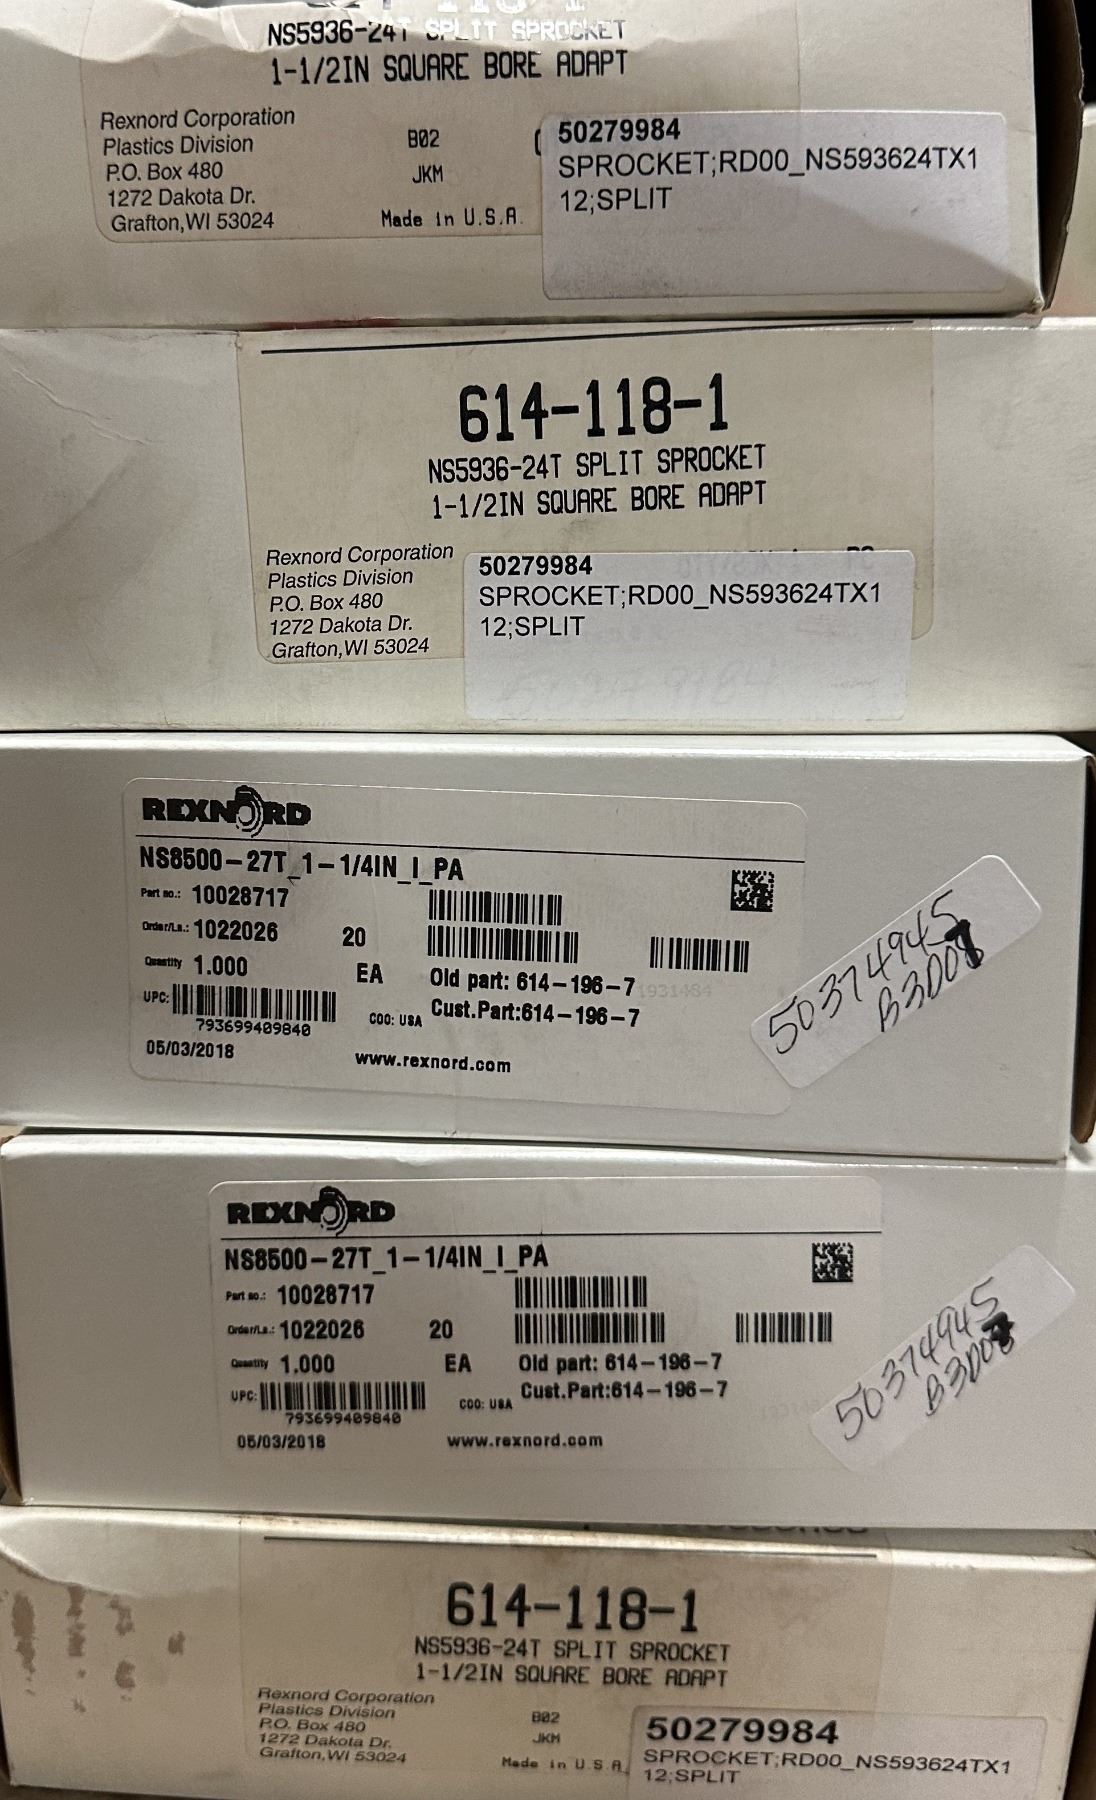 NS5936-24T SPLIT SPROCKET
1-1/2IN SQUARE BORE ADAPT
Rexnord Corporation
Plastics Division
P.O. Box 480
1272 Dakota Dr.
Grafton,WI 53024
B02
JKM
Made in U.S.A.
50279984
SPROCKET;RD00_NS593624TX1
12;SPLIT
614-118-1
NS5936-24T SPLIT SPROCKET
1-1/2IN SQUARE BORE ADAPT
Rexnord Corporation
Plastics Division
P.O. Box 480
1272 Dakota Dr.
Grafton,WI 53024
50279984
SPROCKET;RD00_NS593624TX1
12;SPLIT
REXNORD
NS8500-27T_1-1/4IN_I_PA
Part no.: 10028717
Order/Ln.: 1022026 20
Quantity 1.000 EA
Old part: 614-196-7
UPC:
793699409840
COO: USA
Cust.Part:614-196-7
05/03/2018
www.rexnord.com
50374945
REXNORD
NS8500-27T_1-1/4IN_I_PA
Part no.: 10028717
Order/Ln.: 1022026 20
Quantity 1.000 EA
Old part: 614-196-7
UPC:
793699409840
COO: USA
Cust.Part:614-196-7
05/03/2018
www.rexnord.com
50374945
614-118-1
NS5936-24T SPLIT SPROCKET
1-1/2IN SQUARE BORE ADAPT
Rexnord Corporation
Plastics Division
P.O. Box 480
1272 Dakota Dr.
Grafton,WI 53024
B02
JKM
Made in U.S.A.
50279984
SPROCKET;RD00_NS593624TX1
12;SPLIT